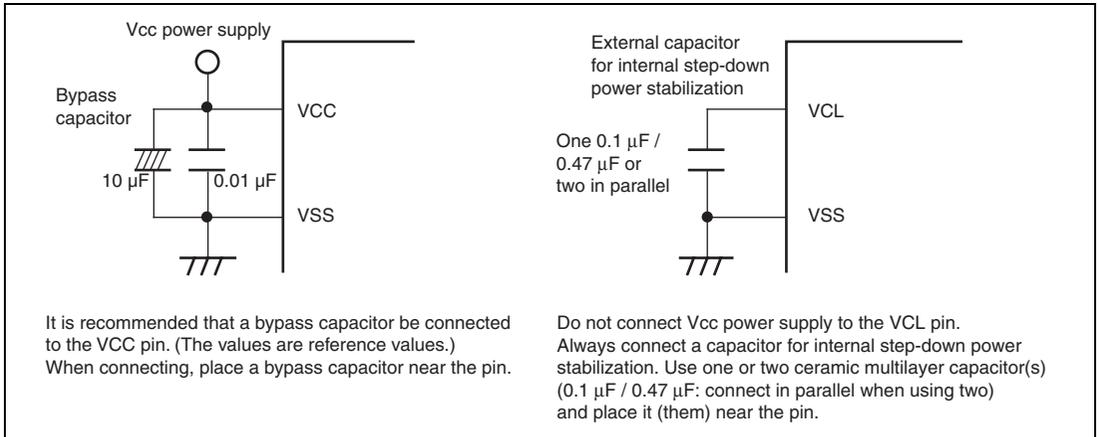 Vcc power supply
Bypass
capacitor
VCC
10 µF
0.01 µF
VSS
It is recommended that a bypass capacitor be connected
to the VCC pin. (The values are reference values.)
When connecting, place a bypass capacitor near the pin.
External capacitor
for internal step-down
power stabilization
VCL
One 0.1 µF /
0.47 µF or
two in parallel
VSS
Do not connect Vcc power supply to the VCL pin.
Always connect a capacitor for internal step-down power
stabilization. Use one or two ceramic multilayer capacitor(s)
(0.1 µF / 0.47 µF: connect in parallel when using two)
and place it (them) near the pin.